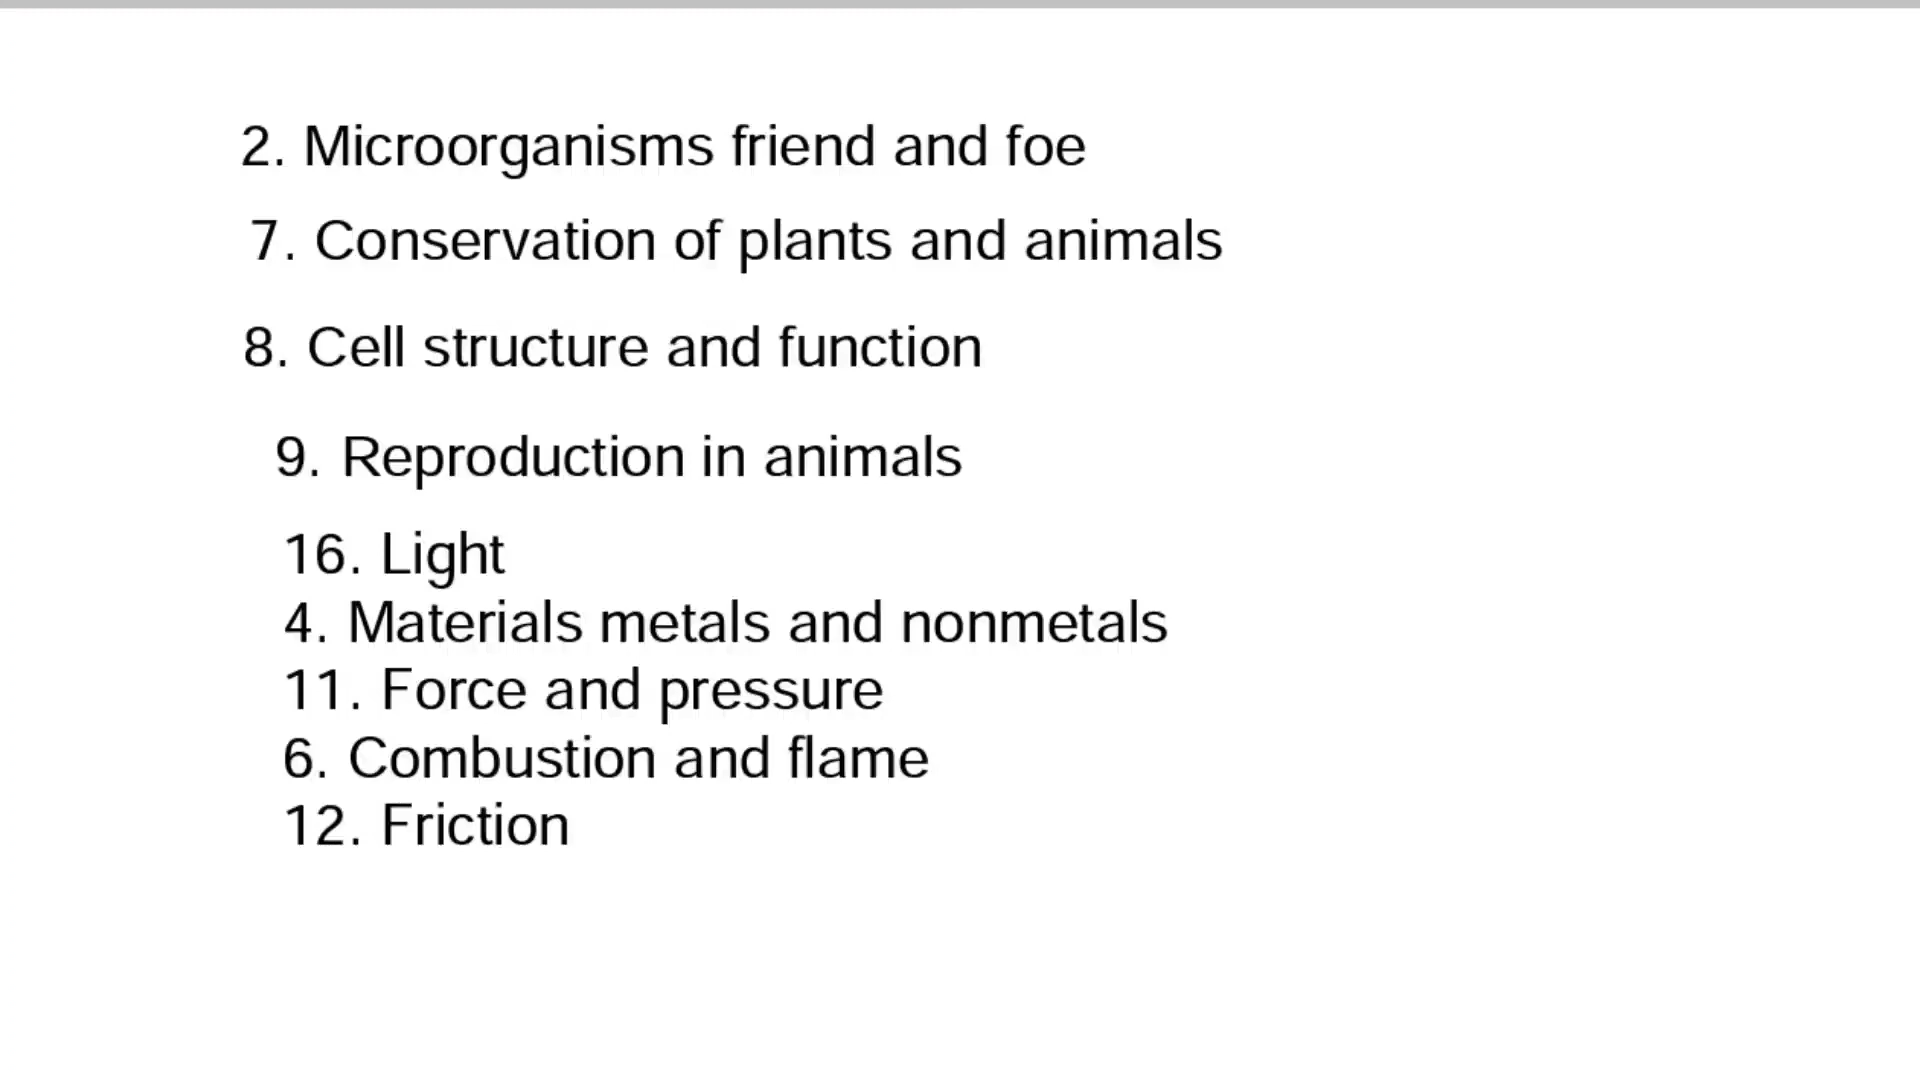 2. Microorganisms friend and foe
7. Conservation of plants and animals
8. Cell structure and function
9. Reproduction in animals
16. Light
4. Materials metals and nonmetals
11. Force and pressure
6. Combustion and flame
12. Friction